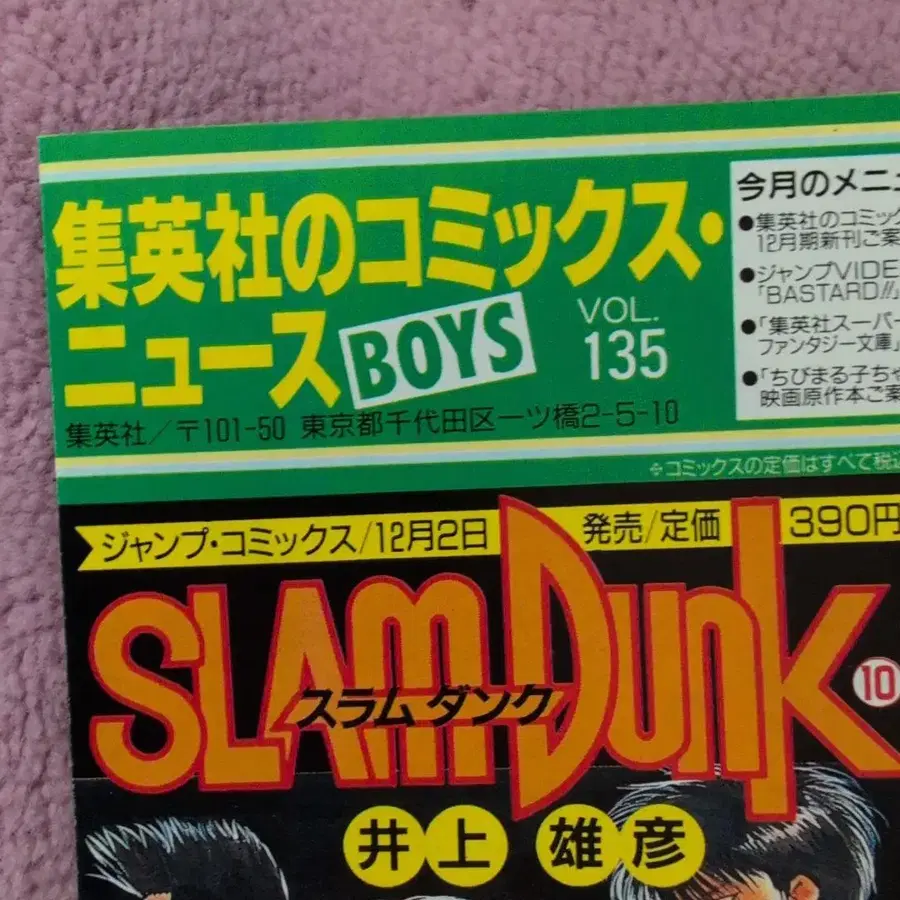 集英社のコミックス・
ニュース BOYS VOL. 135
集英社/〒101-50 東京都千代田区一ツ橋2-5-10
今月のメニュ
●集英社のコミック
12月期新刊ご案
●ジャンプVIDE
「BASTARD!!」
●「集英社スーパー
ファンタジー文庫」
●「ちびまる子ちゃ
映画原作本ご案
❖コミックスの定価はすべて税込
ジャンプ・コミックス/12月2日 発売/定価 390円
SLAM DUNK 10
スラムダンク
井上雄彦